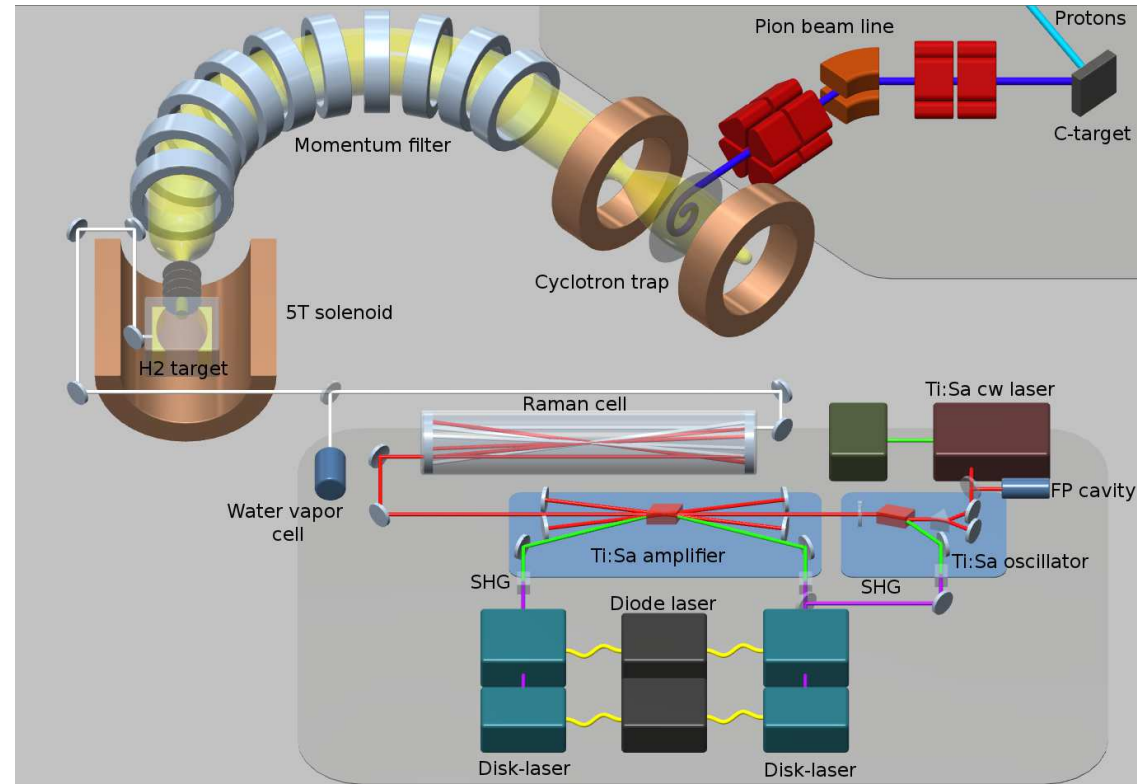 Protons
Pion beam line
C-target
Momentum filter
Cyclotron trap
5T solenoid
H2 target
Raman cell
Ti:Sa cw laser
FP cavity
Water vapor
cell
Ti:Sa amplifier
Ti:Sa oscillator
SHG
SHG
Diode laser
Disk-laser
Disk-laser